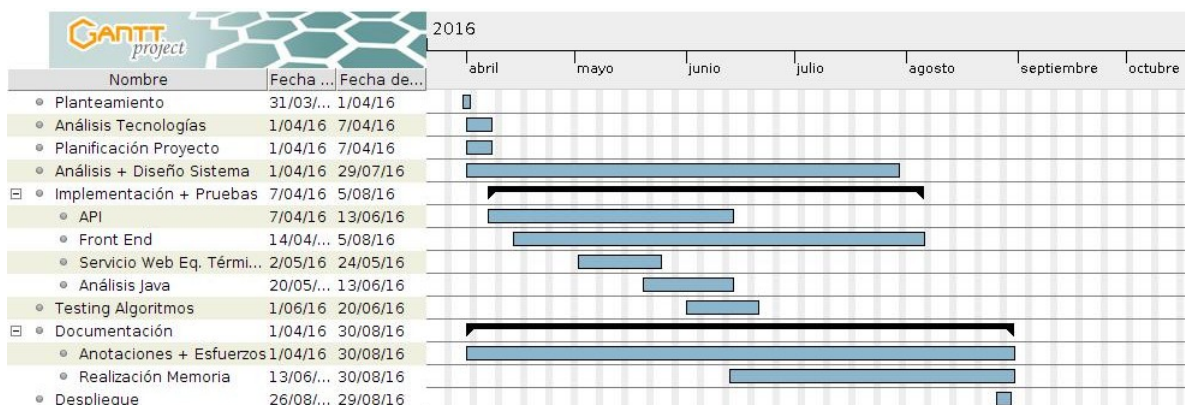 GANTT
project
2016
abril mayo junio julio agosto septiembre octubre
Nombre Fecha ... Fecha de...
Planteamiento 31/03/... 1/04/16
Análisis Tecnologías 1/04/16 7/04/16
Planificación Proyecto 1/04/16 7/04/16
Análisis + Diseño Sistema 1/04/16 29/07/16
Implementación + Pruebas 7/04/16 5/08/16
API 7/04/16 13/06/16
Front End 14/04/... 5/08/16
Servicio Web Eq. Térmi... 2/05/16 24/05/16
Análisis Java 20/05/... 13/06/16
Testing Algoritmos 1/06/16 20/06/16
Documentación 1/04/16 30/08/16
Anotaciones + Esfuerzos 1/04/16 30/08/16
Realización Memoria 13/06/... 30/08/16
Despliegue 26/08/... 29/08/16